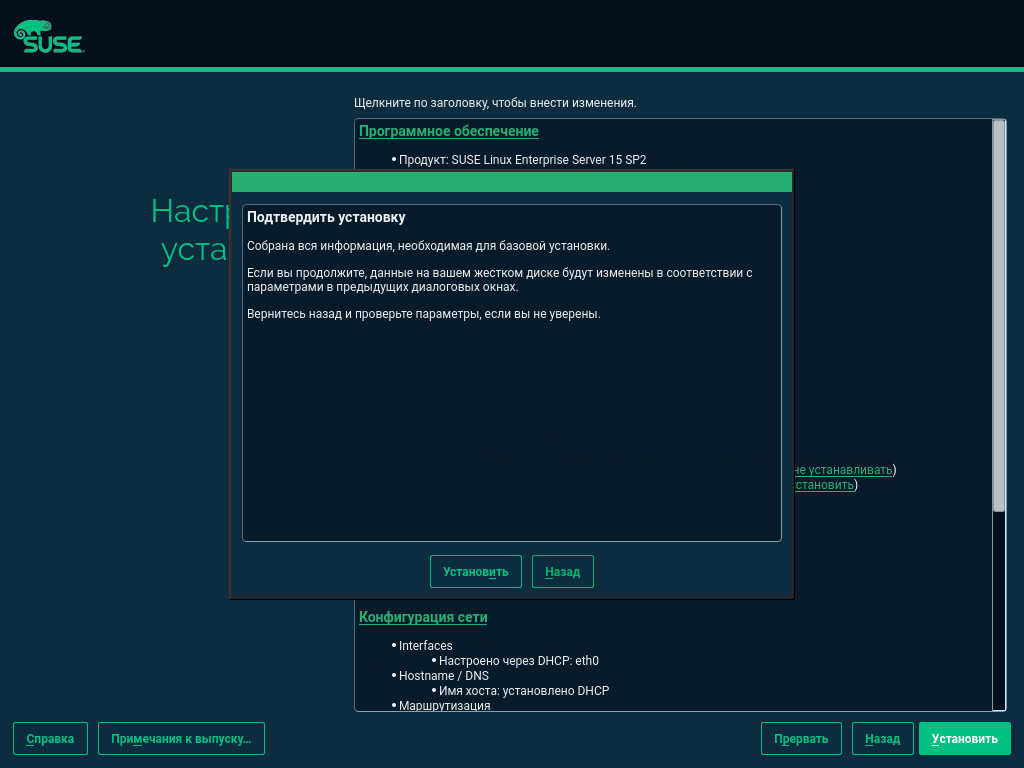 SUSE
Щелкните по заголовку, чтобы внести изменения.
Программное обеспечение
• Продукт: SUSE Linux Enterprise Server 15 SP2
Подтвердить установку
Собрана вся информация, необходимая для базовой установки.
Если вы продолжите, данные на вашем жестком диске будут изменены в соответствии с
параметрами в предыдущих диалоговых окнах.
Вернитесь назад и проверьте параметры, если вы не уверены.
не устанавливать)
Установить Назад
Конфигурация сети
• Interfaces
• Настроено через DHCP: eth0
• Hostname / DNS
• Имя хоста: установлено DHCP
• Маршрутизация
Справка Примечания к выпуску... Прервать Назад Установить